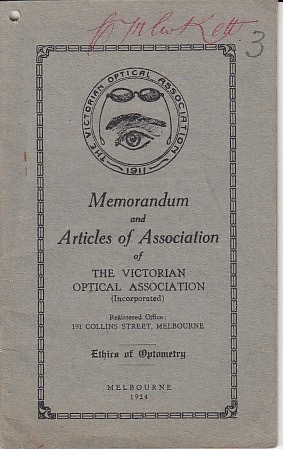 3
THE VICTORIAN OPTICAL ASSOCIATION
1911
Memorandum
and
Articles of Association
of
THE VICTORIAN
OPTICAL ASSOCIATION
(Incorporated)
Registered Office:
191 COLLINS STREET, MELBOURNE
Ethics of Optometry
MELBOURNE
1924